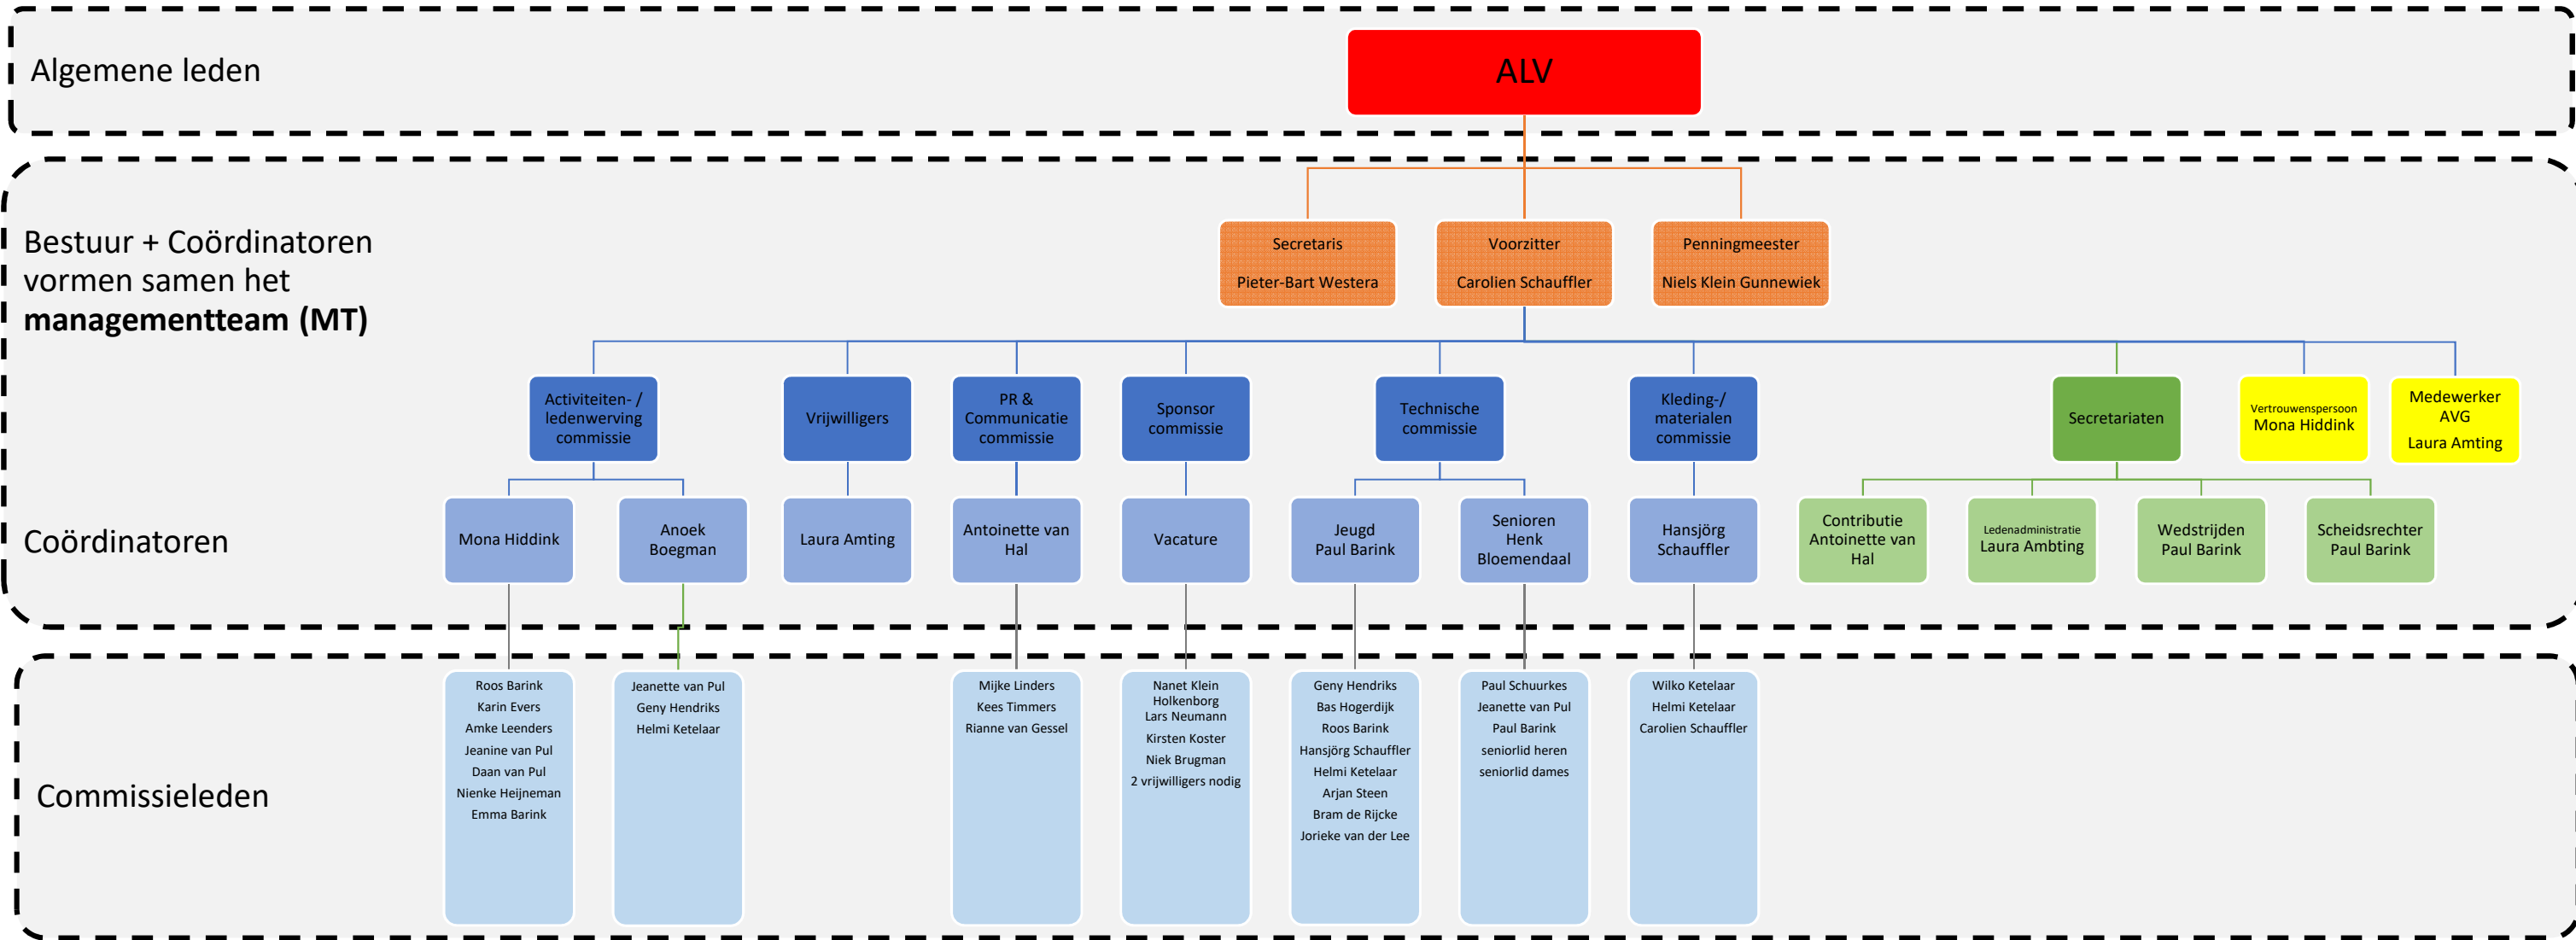 Algemene leden
ALV
Bestuur + Coördinatoren
vormen samen het
managementteam (MT)
Secretaris
Pieter-Bart Westera
Voorzitter
Carolien Schauffler
Penningmeester
Niels Klein Gunnewiek
Activiteiten- /
ledenwerving
commissie
Vrijwilligers
PR &
Communicatie
commissie
Sponsor
commissie
Technische
commissie
Kleding-/
materialen
commissie
Secretariaten
Vertrouwenspersoon
Mona Hiddink
Medewerker
AVG
Laura Amting
Coördinatoren
Mona Hiddink
Anoek
Boegman
Laura Amting
Antoinette van
Hal
Vacature
Jeugd
Paul Barink
Senioren
Henk
Bloemendaal
Hansjörg
Schauffler
Contributie
Antoinette van
Hal
Ledenadministratie
Laura Ambting
Wedstrijden
Paul Barink
Scheidsrechter
Paul Barink
Commissieleden
Roos Barink
Karin Evers
Amke Leenders
Jeanine van Pul
Daan van Pul
Nienke Heijneman
Emma Barink
Jeanette van Pul
Geny Hendriks
Helmi Ketelaar
Mijke Linders
Kees Timmers
Rianne van Gessel
Nanet Klein
Holkenborg
Lars Neumann
Kirsten Koster
Niek Brugman
2 vrijwilligers nodig
Geny Hendriks
Bas Hogerdijk
Roos Barink
Hansjörg Schauffler
Helmi Ketelaar
Arjan Steen
Bram de Rijcke
Jorieke van der Lee
Paul Schuurkes
Jeanette van Pul
Paul Barink
seniorlid heren
seniorlid dames
Wilko Ketelaar
Helmi Ketelaar
Carolien Schauffler